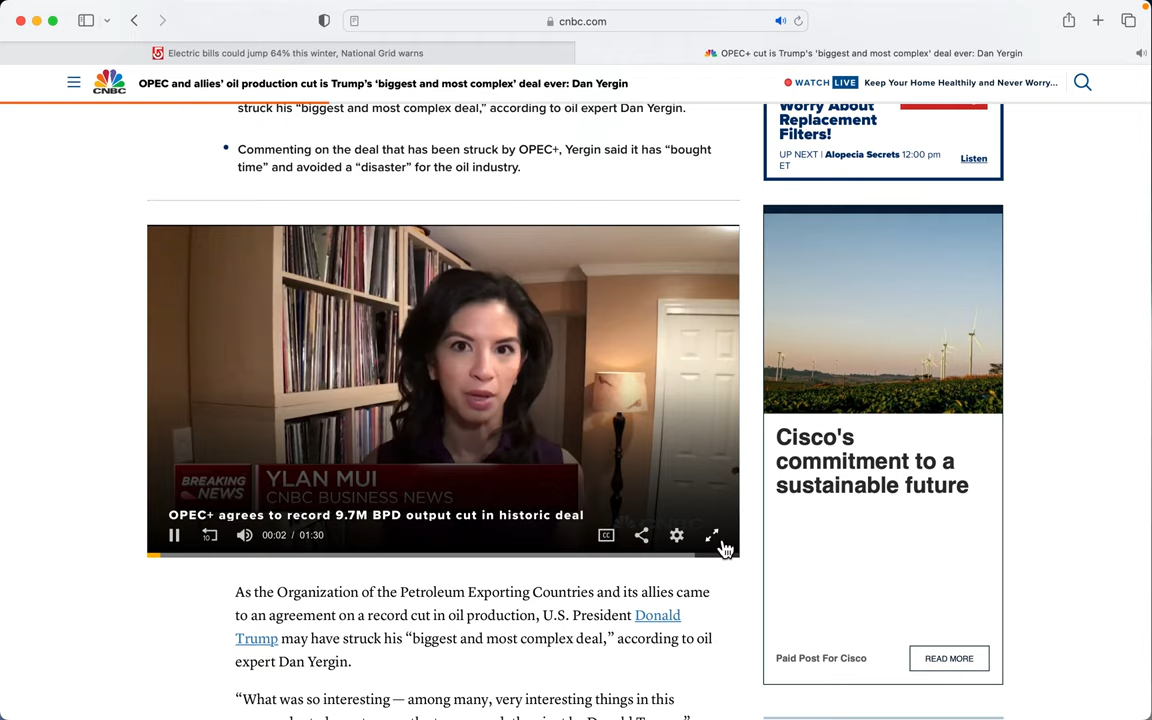 cnbc.com
Electric bills could jump 64% this winter, National Grid warns
OPEC+ cut is Trump's 'biggest and most complex' deal ever: Dan Yergin
CNBC
OPEC and allies’ oil production cut is Trump’s ‘biggest and most complex’ deal ever: Dan Yergin
WATCH LIVE Keep Your Home Healthily and Never Worry...
struck his “biggest and most complex deal,” according to oil expert Dan Yergin.
• Commenting on the deal that has been struck by OPEC+, Yergin said it has “bought
time” and avoided a “disaster” for the oil industry.
Worry About
Replacement
Filters!
UP NEXT | Alopecia Secrets 12:00 pm
ET
Listen
BREAKING
NEWS
YLAN MUI
CNBC BUSINESS NEWS
OPEC+ agrees to record 9.7M BPD output cut in historic deal
10
00:02 / 01:30
CC
As the Organization of the Petroleum Exporting Countries and its allies came
to an agreement on a record cut in oil production, U.S. President Donald
Trump may have struck his “biggest and most complex deal,” according to oil
expert Dan Yergin.
“What was so interesting — among many, very interesting things in this
Cisco's
commitment to a
sustainable future
Paid Post For Cisco
READ MORE